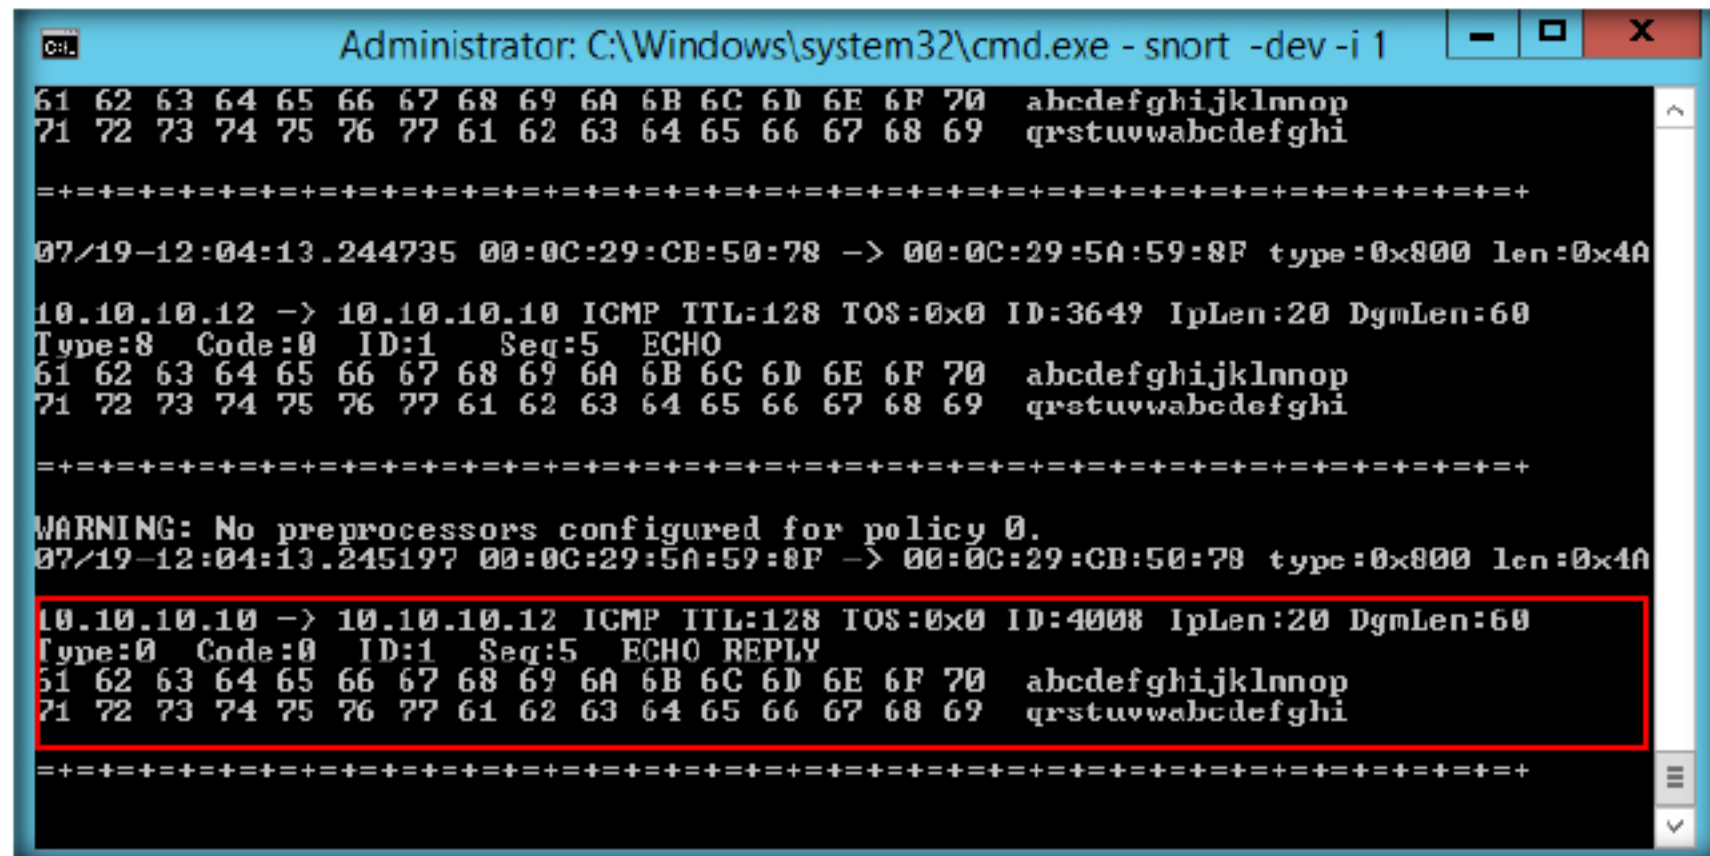 Administrator: C:\Windows\system32\cmd.exe - snort -dev -i 1
61 62 63 64 65 66 67 68 69 6A 6B 6C 6D 6E 6F 70 abcdefghijklmnop
71 72 73 74 75 76 77 61 62 63 64 65 66 67 68 69 qrstuvwabcdefghi
=+=+=+=+=+=+=+=+=+=+=+=+=+=+=+=+=+=+=+=+=+=+=+=+=+=+=+=+=+=+=+=+=+=+=+=+=+
07/19-12:04:13.244735 00:0C:29:CB:50:78 -> 00:0C:29:5A:59:8F type:0x800 len:0x4A
10.10.10.12 -> 10.10.10.10 ICMP TTL:128 TOS:0x0 ID:3649 IpLen:20 DgmLen:60
Type:8 Code:0 ID:1 Seq:5 ECHO
61 62 63 64 65 66 67 68 69 6A 6B 6C 6D 6E 6F 70 abcdefghijklmnop
71 72 73 74 75 76 77 61 62 63 64 65 66 67 68 69 qrstuvwabcdefghi
=+=+=+=+=+=+=+=+=+=+=+=+=+=+=+=+=+=+=+=+=+=+=+=+=+=+=+=+=+=+=+=+=+=+=+=+=+
WARNING: No preprocessors configured for policy 0.
07/19-12:04:13.245197 00:0C:29:5A:59:8F -> 00:0C:29:CB:50:78 type:0x800 len:0x4A
10.10.10.10 -> 10.10.10.12 ICMP TTL:128 TOS:0x0 ID:4008 IpLen:20 DgmLen:60
Type:0 Code:0 ID:1 Seq:5 ECHO REPLY
61 62 63 64 65 66 67 68 69 6A 6B 6C 6D 6E 6F 70 abcdefghijklmnop
71 72 73 74 75 76 77 61 62 63 64 65 66 67 68 69 qrstuvwabcdefghi
=+=+=+=+=+=+=+=+=+=+=+=+=+=+=+=+=+=+=+=+=+=+=+=+=+=+=+=+=+=+=+=+=+=+=+=+=+